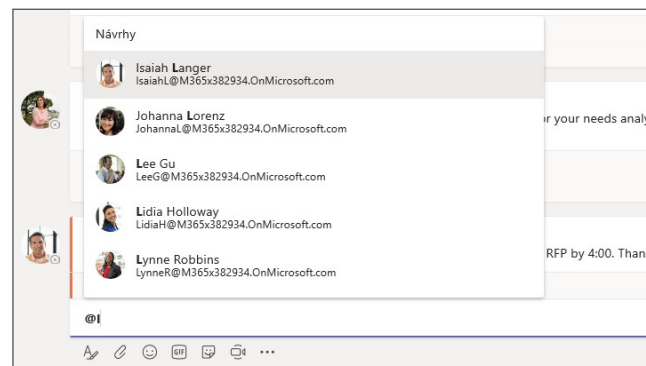 Návrhy
Isaiah Langer
IsaiahL@M365x382934.OnMicrosoft.com
Johanna Lorenz
JohannaL@M365x382934.OnMicrosoft.com
r your needs analy
Lee Gu
LeeG@M365x382934.OnMicrosoft.com
Lidia Holloway
LidiaH@M365x382934.OnMicrosoft.com
RFP by 4:00. Than
Lynne Robbins
LynneR@M365x382934.OnMicrosoft.com
@l
GIF